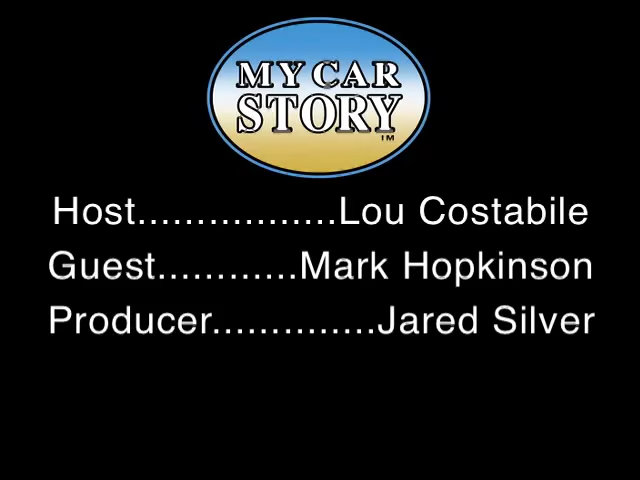 MY CAR
STORY
TM
Host.................Lou Costabile
Guest............Mark Hopkinson
Producer..............Jared Silver